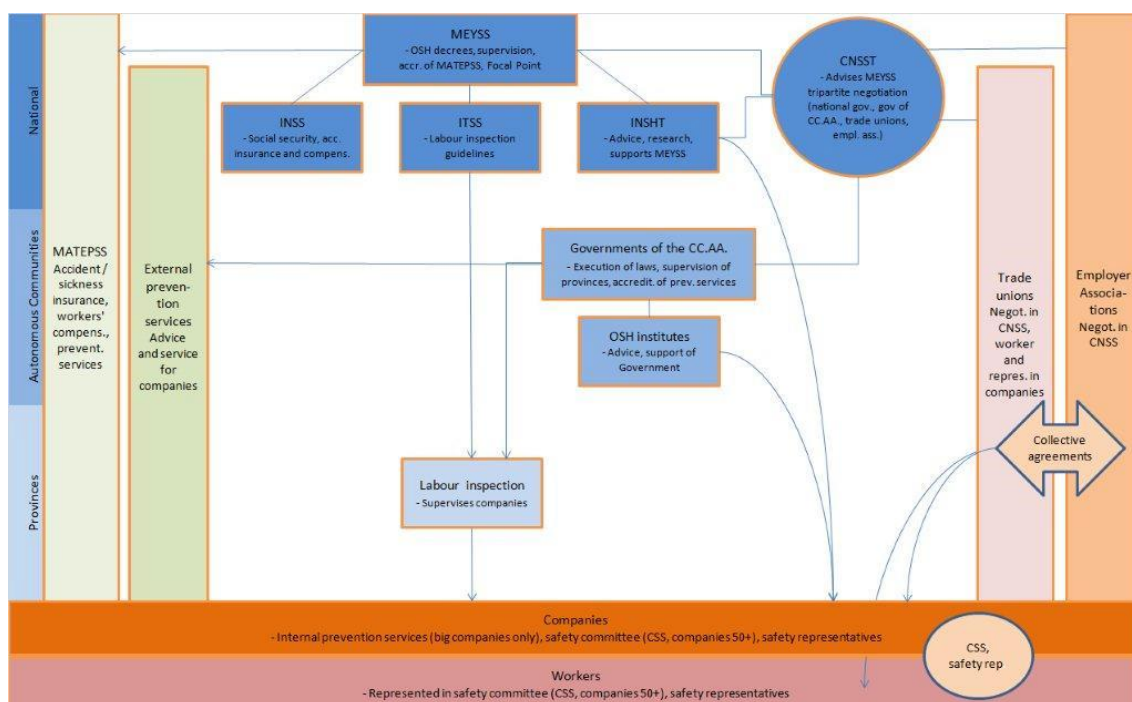 National
Autonomous Communities
Provinces
MATEPSS
Accident/
sickness
insurance,
workers'
compens.,
prevent.
services
External
preven-
tion
services
Advice
and service
for
companies
MEYSS
- OSH decrees, supervision,
accr. of MATEPSS, Focal Point
INSS
- Social security, acc.
insurance and compens.
ITSS
- Labour inspection
guidelines
INSHT
- Advice, research,
supports MEYSS
CNSST
- Advises MEYSS
tripartite negotiation
(national gov., gov of
CC.AA., trade unions,
empl. ass.)
Governments of the CC.AA.
- Execution of laws, supervision of
provinces, accredit. of prev. services
OSH institutes
- Advice, support of
Government
Labour inspection
- Supervises companies
Trade
unions
Negot. in
CNSS,
worker
and
repres. in
companies
Employer
Associa-
tions
Negot. in
CNSS
Collective
agreements
Companies
- Internal prevention services (big companies only), safety committee (CSS, companies 50+), safety representatives
CSS,
safety rep
Workers
- Represented in safety committee (CSS, companies 50+), safety representatives